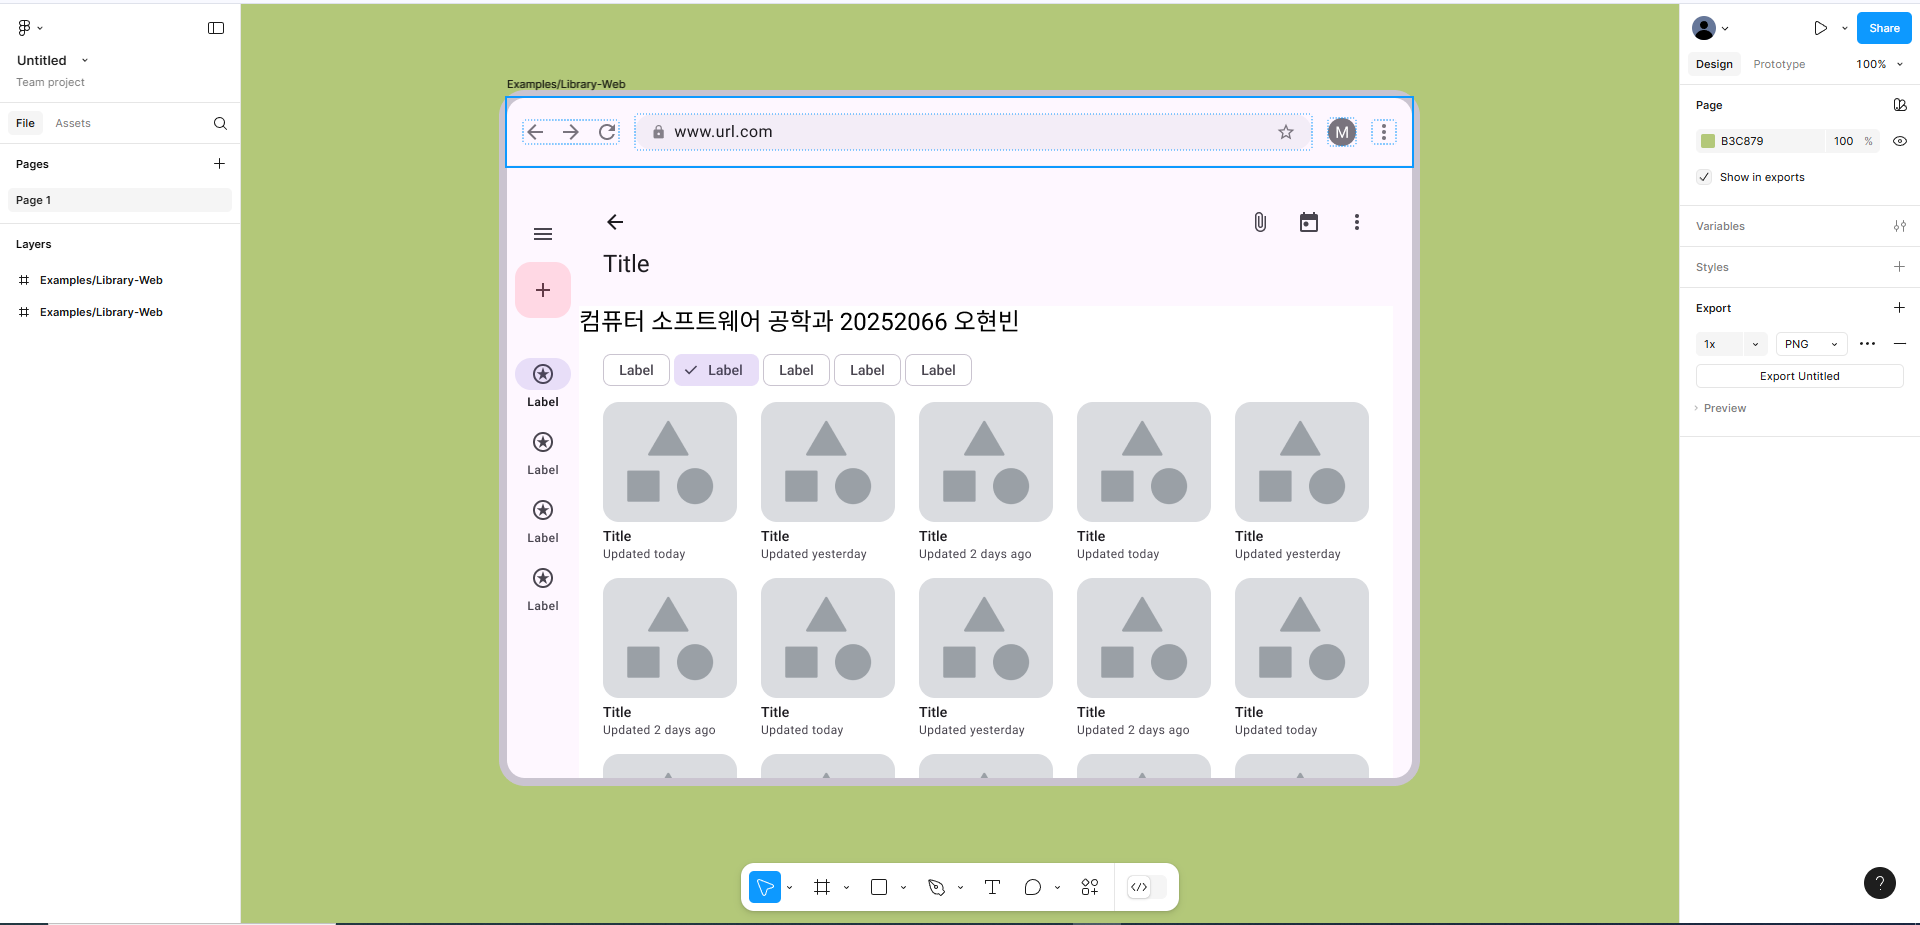 Untitled
Team project
File Assets
Pages
Page 1
Layers
Examples/Library-Web
Examples/Library-Web
Examples/Library-Web
www.url.com
M
Title
컴퓨터 소프트웨어 공학과 20252066 오현빈
Label Label Label Label Label
Label
Label
Label
Label
Title Title Title Title Title
Updated today Updated yesterday Updated 2 days ago Updated today Updated yesterday
Title Title Title Title Title
Updated 2 days ago Updated today Updated yesterday Updated 2 days ago Updated today
Share
Design Prototype 100%
Page
B3C879 100 %
Show in exports
Variables
Styles
Export
1x PNG
Export Untitled
Preview
?